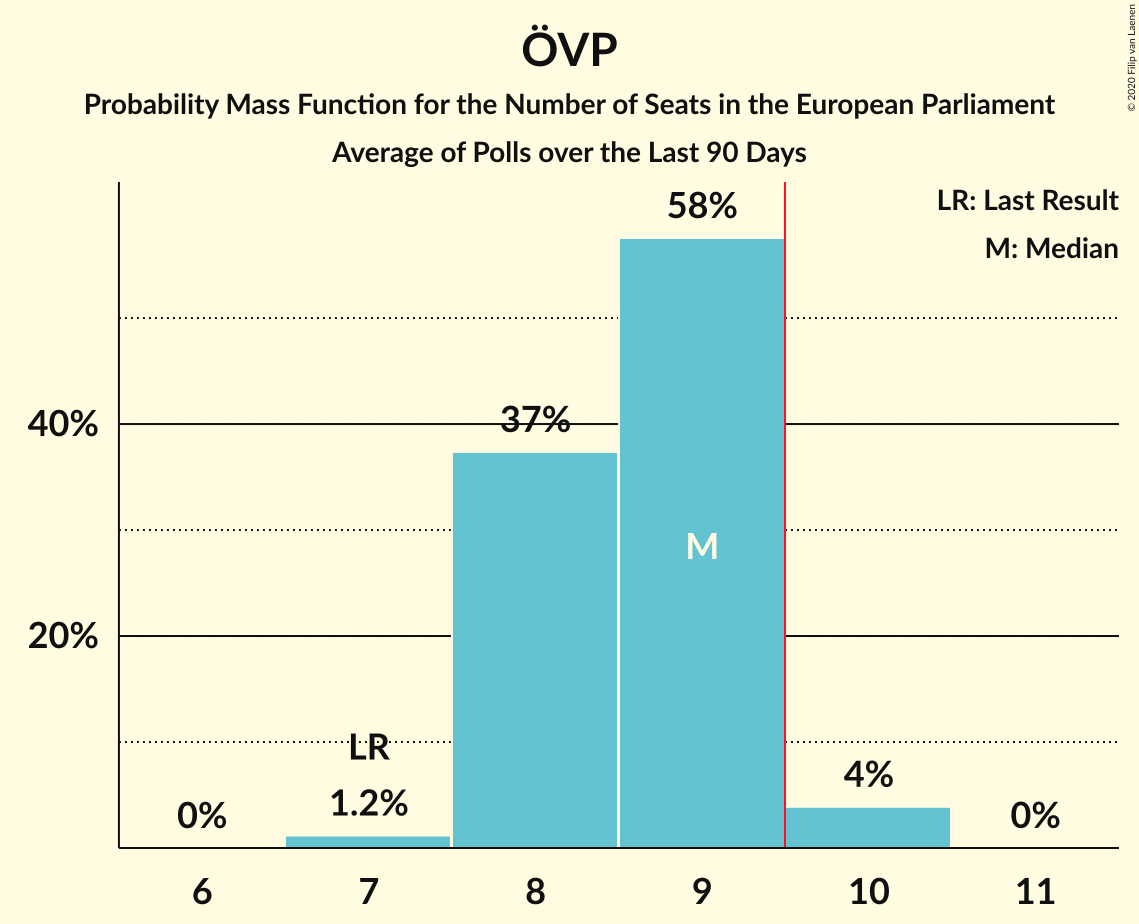 ÖVP
Probability Mass Function for the Number of Seats in the European Parliament
Average of Polls over the Last 90 Days
© 2020 Filip van Laenen
LR: Last Result
M: Median
58%
40%
37%
M
20%
LR
4%
1.2%
0%
0%
6
7
8
9
10
11